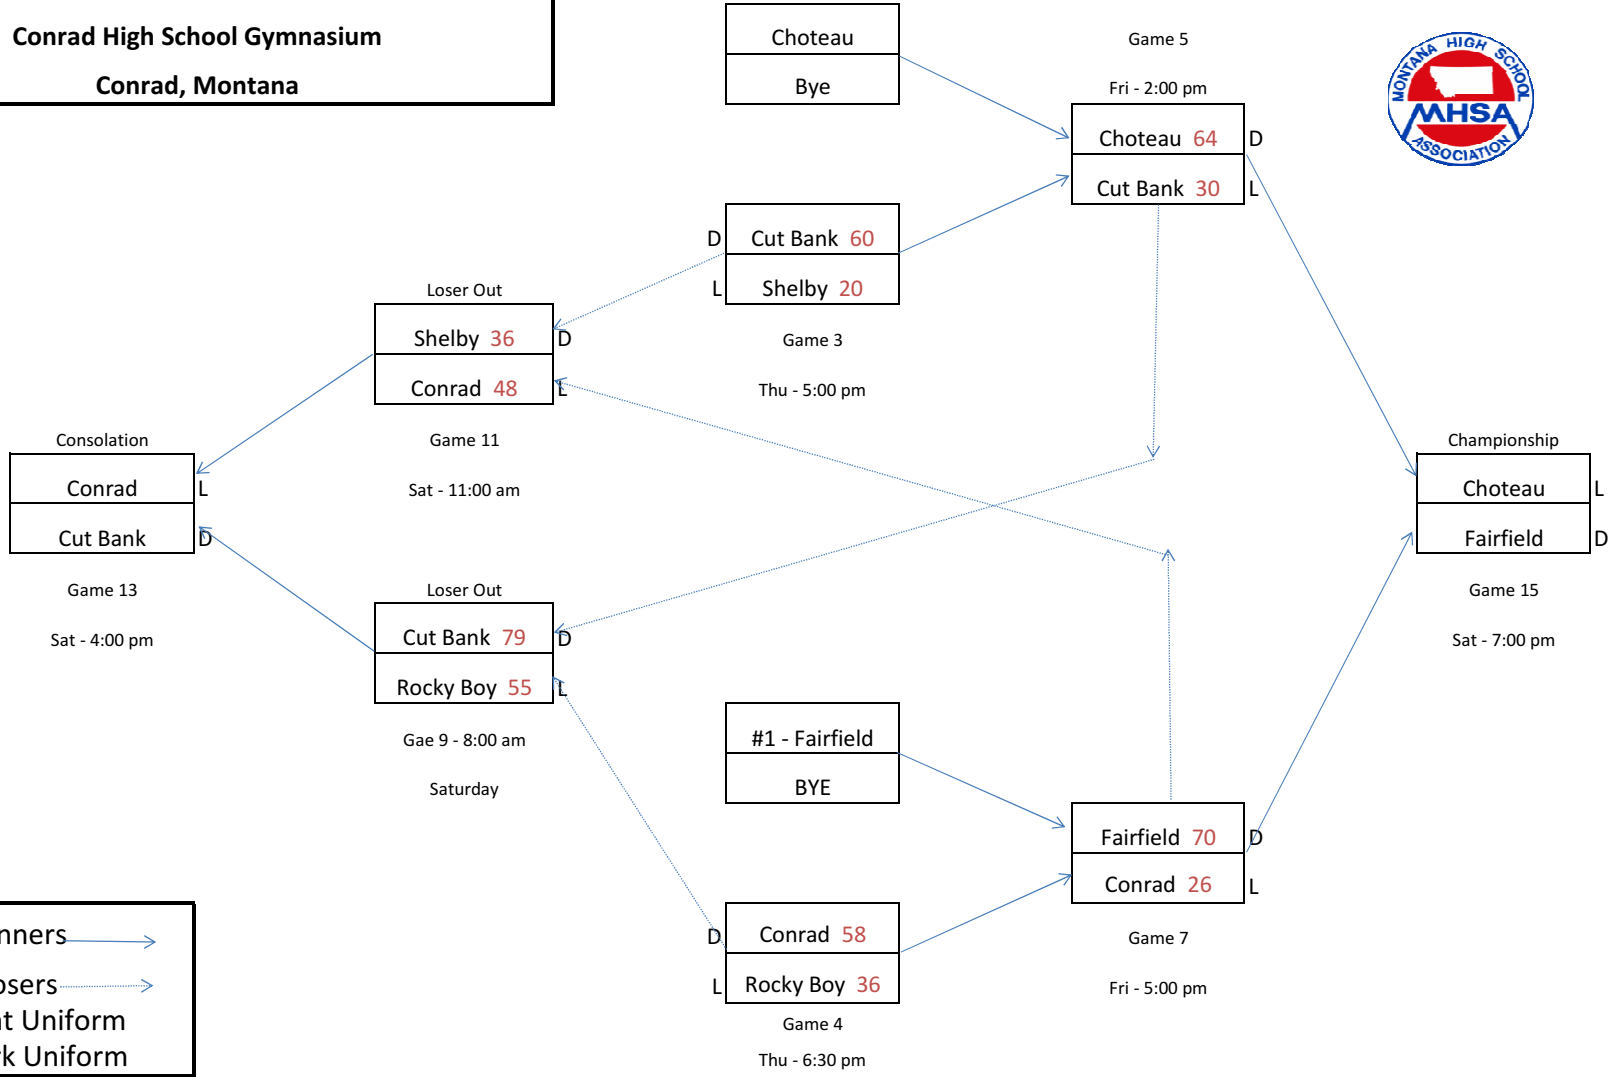 Conrad High School Gymnasium
Conrad, Montana
Choteau
Bye
Game 5
Fri - 2:00 pm
Choteau 64 D
Cut Bank 30 L
MONTANA HIGH SCHOOL
MHSA
ASSOCIATION
D Cut Bank 60
L Shelby 20
Game 3
Thu - 5:00 pm
Loser Out
Shelby 36 D
Conrad 48 L
Game 11
Sat - 11:00 am
Consolation
Conrad L
Cut Bank D
Game 13
Sat - 4:00 pm
Championship
Choteau L
Fairfield D
Game 15
Sat - 7:00 pm
Loser Out
Cut Bank 79 D
Rocky Boy 55 L
Gae 9 - 8:00 am
Saturday
#1 - Fairfield
BYE
Fairfield 70 D
Conrad 26 L
Game 7
Fri - 5:00 pm
D Conrad 58
L Rocky Boy 36
Game 4
Thu - 6:30 pm
nners
osers
t Uniform
k Uniform